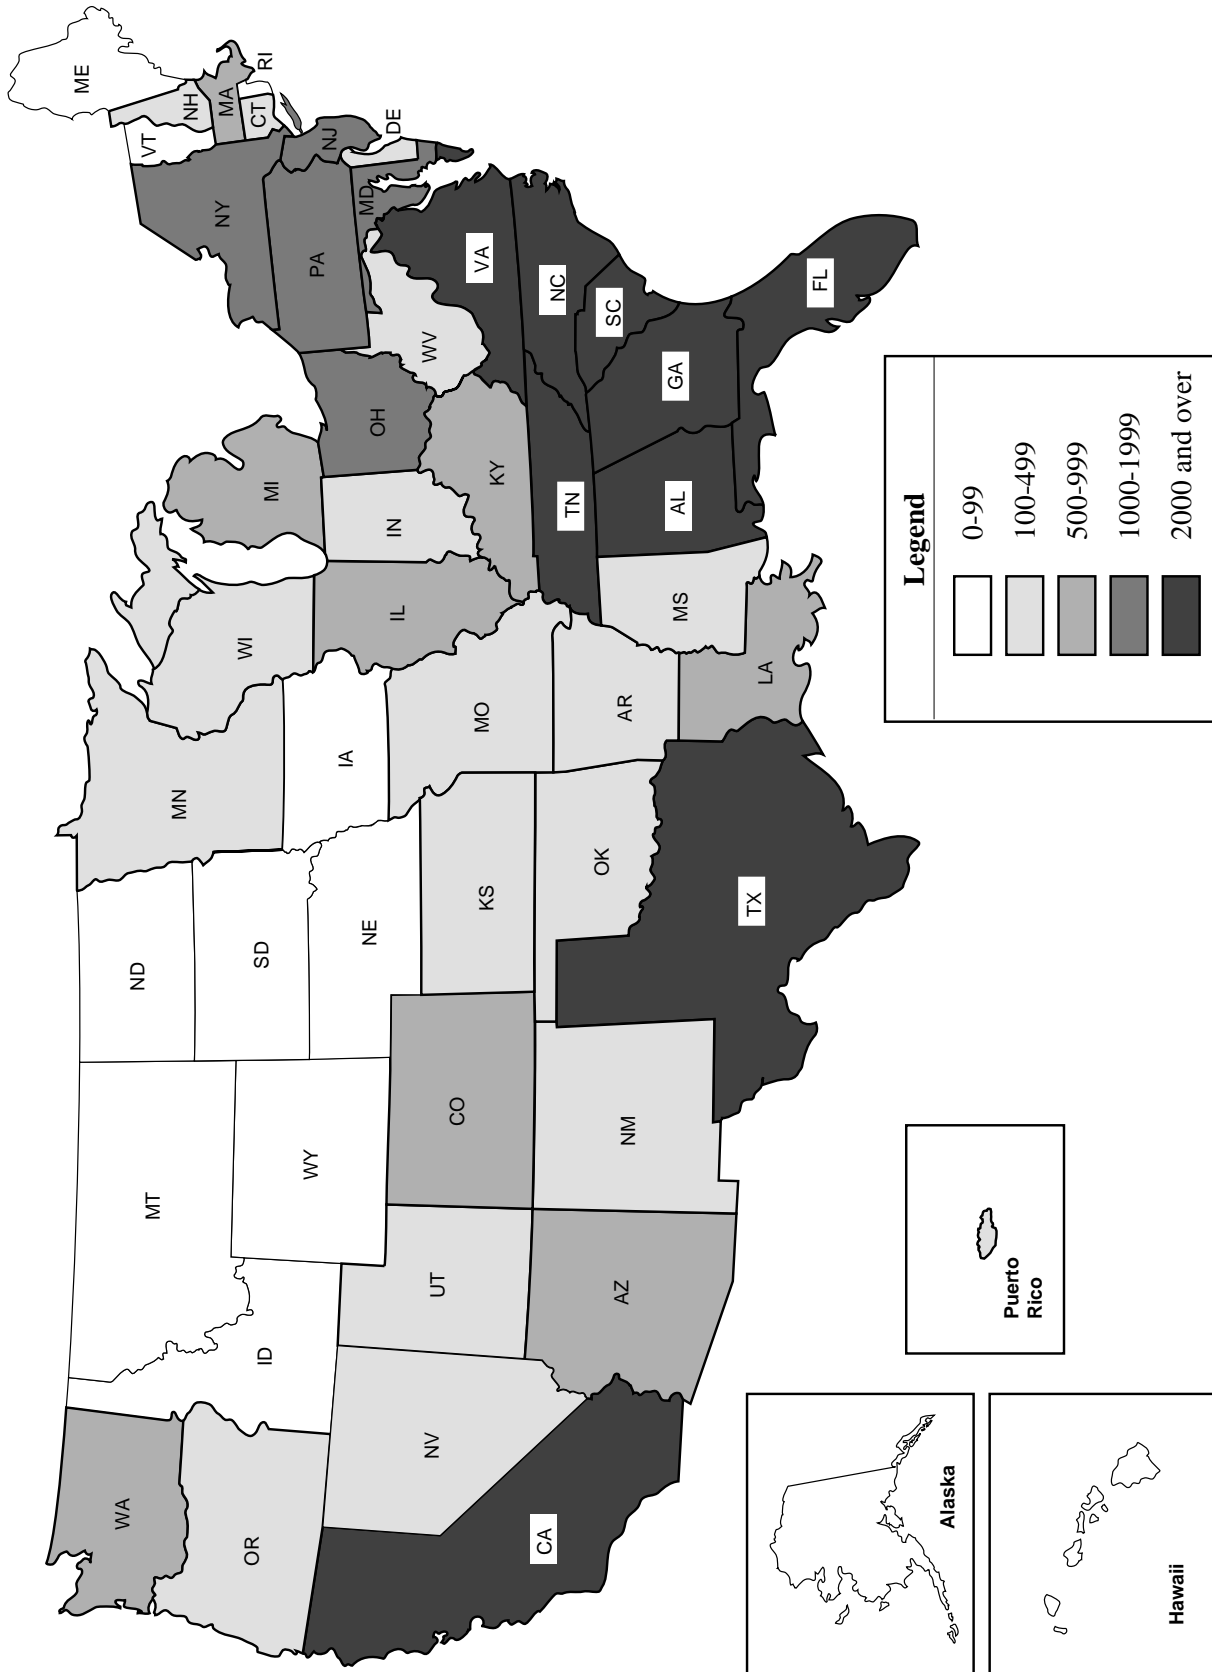 WA
OR
CA
NV
ID
MT
WY
UT
AZ
CO
NM
ND
SD
NE
KS
OK
TX
MN
IA
MO
AR
LA
WI
IL
MS
MI
IN
KY
TN
AL
OH
WV
GA
FL
SC
NC
VA
MD
DE
PA
NJ
NY
CT
RI
MA
VT
NH
ME
Alaska
Hawaii
Puerto
Rico
Legend
0-99
100-499
500-999
1000-1999
2000 and over